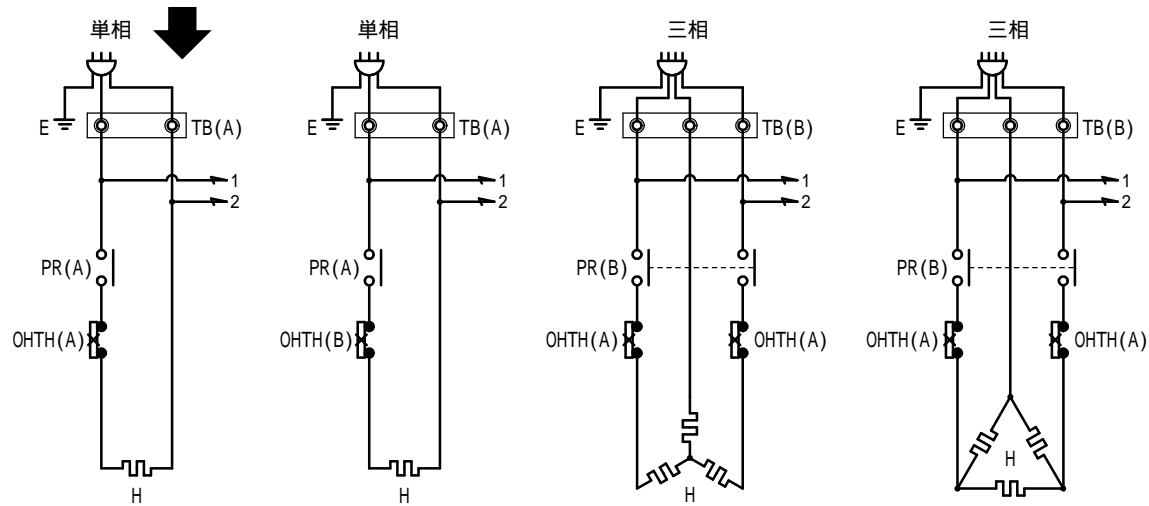 単相
E
TB(A)
1
2
PR(A)
OHTH(A)
H
単相
E
TB(A)
1
2
PR(A)
OHTH(B)
H
三相
E
TB(B)
1
2
PR(B)
OHTH(A)
OHTH(A)
H
三相
E
TB(B)
1
2
PR(B)
OHTH(A)
OHTH(A)
H